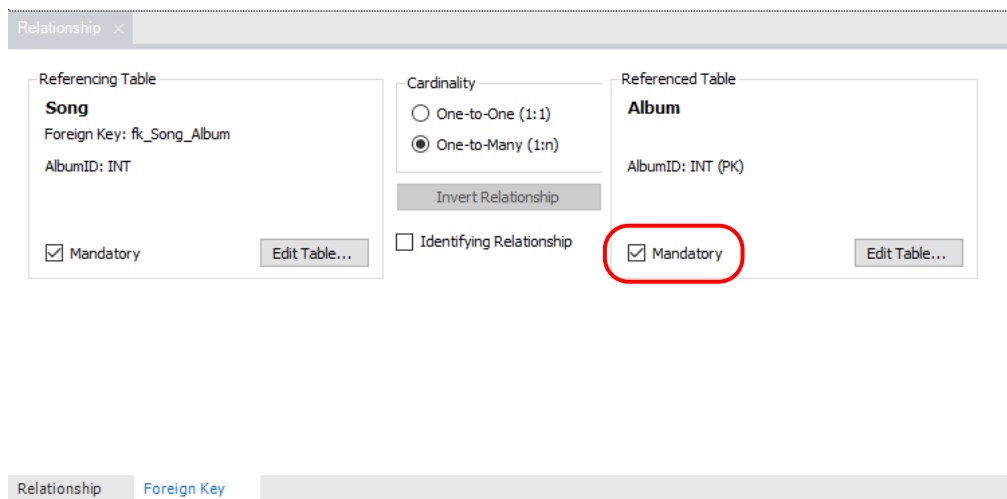 Relationship ×
Referencing Table
Song
Foreign Key: fk_Song_Album
AlbumID: INT
Mandatory
Edit Table...
Cardinality
One-to-One (1:1)
One-to-Many (1:n)
Invert Relationship
Identifying Relationship
Referenced Table
Album
AlbumID: INT (PK)
Mandatory
Edit Table...
Relationship
Foreign Key